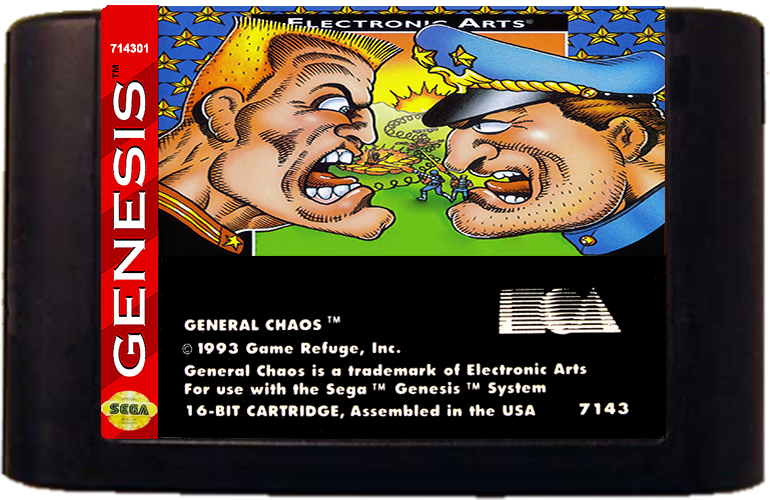 ELECTRONIC ARTS®
714301
GENESIS™
SEGA
EA
GENERAL CHAOS™
© 1993 Game Refuge, Inc.
General Chaos is a trademark of Electronic Arts
For use with the Sega™ Genesis™ System
16-BIT CARTRIDGE, Assembled in the USA 7143